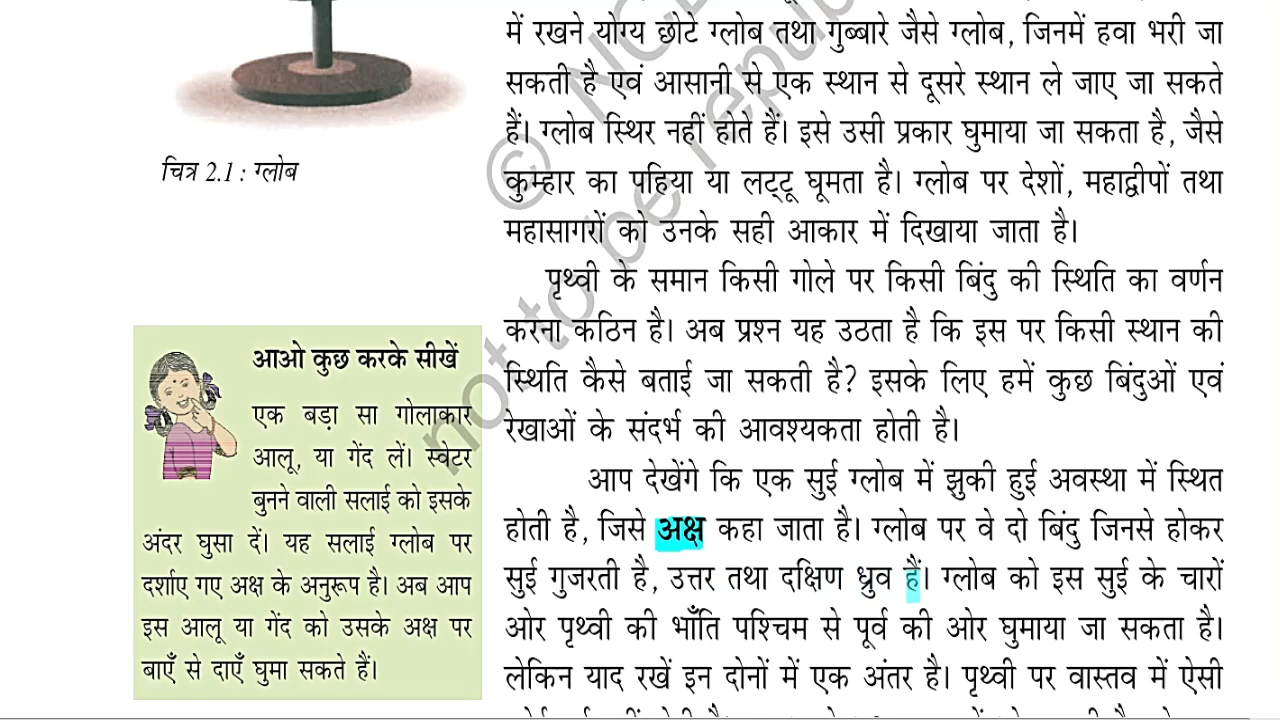 में रखने योग्य छोटे ग्लोब तथा गुब्बारे जैसे ग्लोब, जिनमें हवा भरी जा
सकती है एवं आसानी से एक स्थान से दूसरे स्थान ले जाए जा सकते
हैं। ग्लोब स्थिर नहीं होते हैं। इसे उसी प्रकार घुमाया जा सकता है, जैसे
कुम्हार का पहिया या लट्टू घूमता है। ग्लोब पर देशों, महाद्वीपों तथा
महासागरों को उनके सही आकार में दिखाया जाता है।
पृथ्वी के समान किसी गोले पर किसी बिंदु की स्थिति का वर्णन
करना कठिन है। अब प्रश्न यह उठता है कि इस पर किसी स्थान की
स्थिति कैसे बताई जा सकती है? इसके लिए हमें कुछ बिंदुओं एवं
रेखाओं के संदर्भ की आवश्यकता होती है।
आप देखेंगे कि एक सुई ग्लोब में झुकी हुई अवस्था में स्थित
होती है, जिसे अक्ष कहा जाता है। ग्लोब पर वे दो बिंदु जिनसे होकर
सुई गुजरती है, उत्तर तथा दक्षिण ध्रुव हैं। ग्लोब को इस सुई के चारों
ओर पृथ्वी की भाँति पश्चिम से पूर्व की ओर घुमाया जा सकता है।
लेकिन याद रखें इन दोनों में एक अंतर है। पृथ्वी पर वास्तव में ऐसी
चित्र 2.1 : ग्लोब
आओ कुछ करके सीखें
एक बड़ा सा गोलाकार
आलू, या गेंद लें। स्वेटर
बुनने वाली सलाई को इसके
अंदर घुसा दें। यह सलाई ग्लोब पर
दर्शाए गए अक्ष के अनुरूप है। अब आप
इस आलू या गेंद को उसके अक्ष पर
बाएँ से दाएँ घुमा सकते हैं।
© NCE
not to be republ